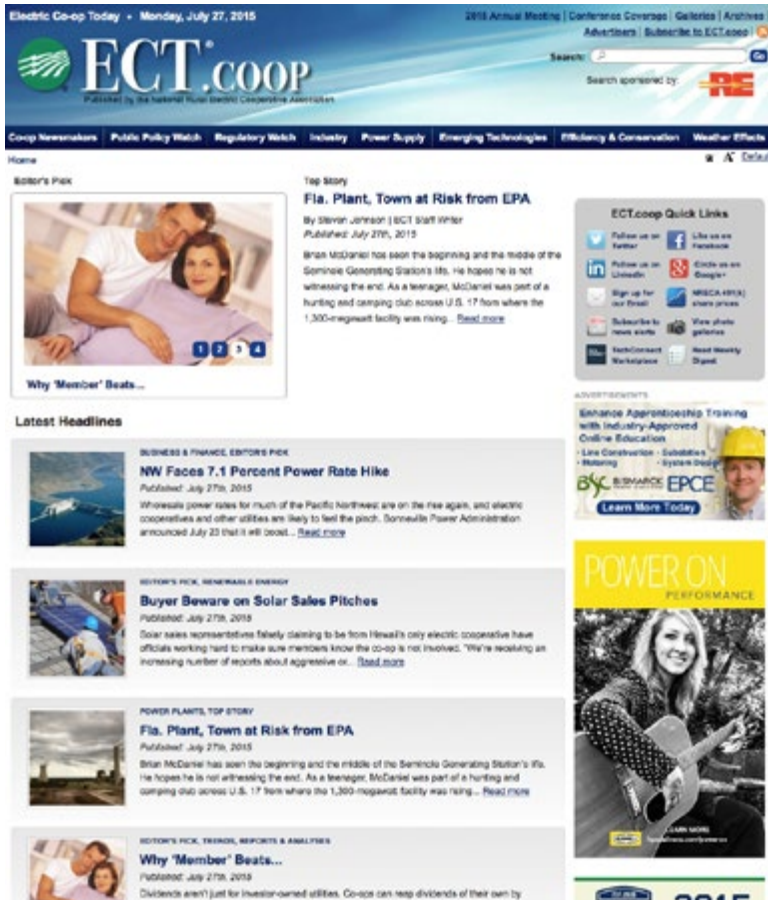 Electric Co-op Today • Monday, July 27, 2015
2015 Annual Meeting | Conference Coverage | Galleries | Archives
Advertisers | Subscribe to ECT.coop |
ECT.coop
Published by the National Rural Electric Cooperative Association
Search: Go
Search sponsored by:
RE
Co-op Newsmakers Public Policy Watch Regulatory Watch Industry Power Supply Emerging Technologies Efficiency & Conservation Weather Effects
Home
Editor's Pick
1 2 3 4
Why 'Member' Beats...
Top Story
Fla. Plant, Town at Risk from EPA
By Steven Johnson | ECT Staff Writer
Published: July 27th, 2015
Brian McDaniel has seen the beginning and the middle of the
Seminole Generating Station's life. He hopes he is not
witnessing the end. As a teenager, McDaniel was part of a
hunting and camping club across U.S. 17 from where the
1,300-megawatt facility was rising... Read more
ECT.coop Quick Links
Follow us on
Twitter
Like us on
Facebook
Follow us on
LinkedIn
Circle us on
Google+
Sign up for
our Email
NRECA 401(k)
share prices
Subscribe to
news alerts
View photo
galleries
TechConnect
Marketplace
Read Weekly
Digest
Latest Headlines
BUSINESS & FINANCE, EDITOR'S PICK
NW Faces 7.1 Percent Power Rate Hike
Published: July 27th, 2015
Wholesale power rates for much of the Pacific Northwest are on the rise again, and electric
cooperatives and other utilities are likely to feel the pinch. Bonneville Power Administration
announced July 23 that it will boost... Read more
EDITOR'S PICK, RENEWABLE ENERGY
Buyer Beware on Solar Sales Pitches
Published: July 27th, 2015
Solar sales representatives falsely claiming to be from Hawaii's only electric cooperative have
officials working hard to make sure members know the co-op is not involved. "We're receiving an
increasing number of reports about aggressive or... Read more
POWER PLANTS, TOP STORY
Fla. Plant, Town at Risk from EPA
Published: July 27th, 2015
Brian McDaniel has seen the beginning and the middle of the Seminole Generating Station's life.
He hopes he is not witnessing the end. As a teenager, McDaniel was part of a hunting and
camping club across U.S. 17 from where the 1,300-megawatt facility was rising... Read more
EDITOR'S PICK, TRENDS, REPORTS & ANALYSES
Why 'Member' Beats...
Published: July 27th, 2015
Dividends aren't just for investor-owned utilities. Co-ops can reap dividends of their own by
ADVERTISEMENTS
Enhance Apprenticeship Training
with Industry-Approved
Online Education
- Line Construction - Substation
- Metering - System Design
BSC BISMARCK EPCE
Learn More Today
POWER ON
PERFORMANCE
LEARN MORE
2015